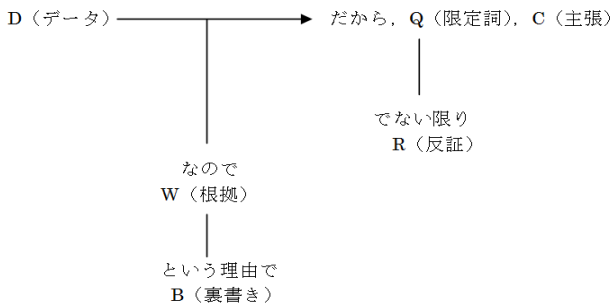 D（データ） だから，Q（限定詞），C（主張）
でない限り
R（反証）
なので
W（根拠）
という理由で
B（裏書き）